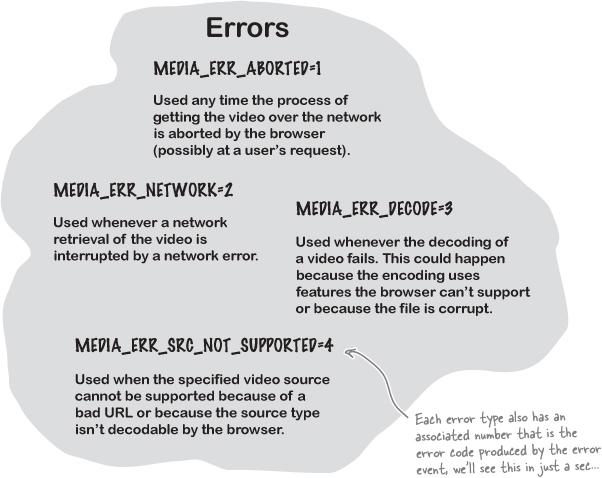 Errors
MEDIA_ERR_ABORTED=1
Used any time the process of
getting the video over the network
is aborted by the browser
(possibly at a user's request).
MEDIA_ERR_NETWORK=2
Used whenever a network
retrieval of the video is
interrupted by a network error.
MEDIA_ERR_DECODE=3
Used whenever the decoding of
a video fails. This could happen
because the encoding uses
features the browser can't support
or because the file is corrupt.
MEDIA_ERR_SRC_NOT_SUPPORTED=4
Used when the specified video source
cannot be supported because of a
bad URL or because the source type
isn't decodable by the browser.
Each error type also has an
associated number that is the
error code produced by the error
event, we'll see this in just a sec...